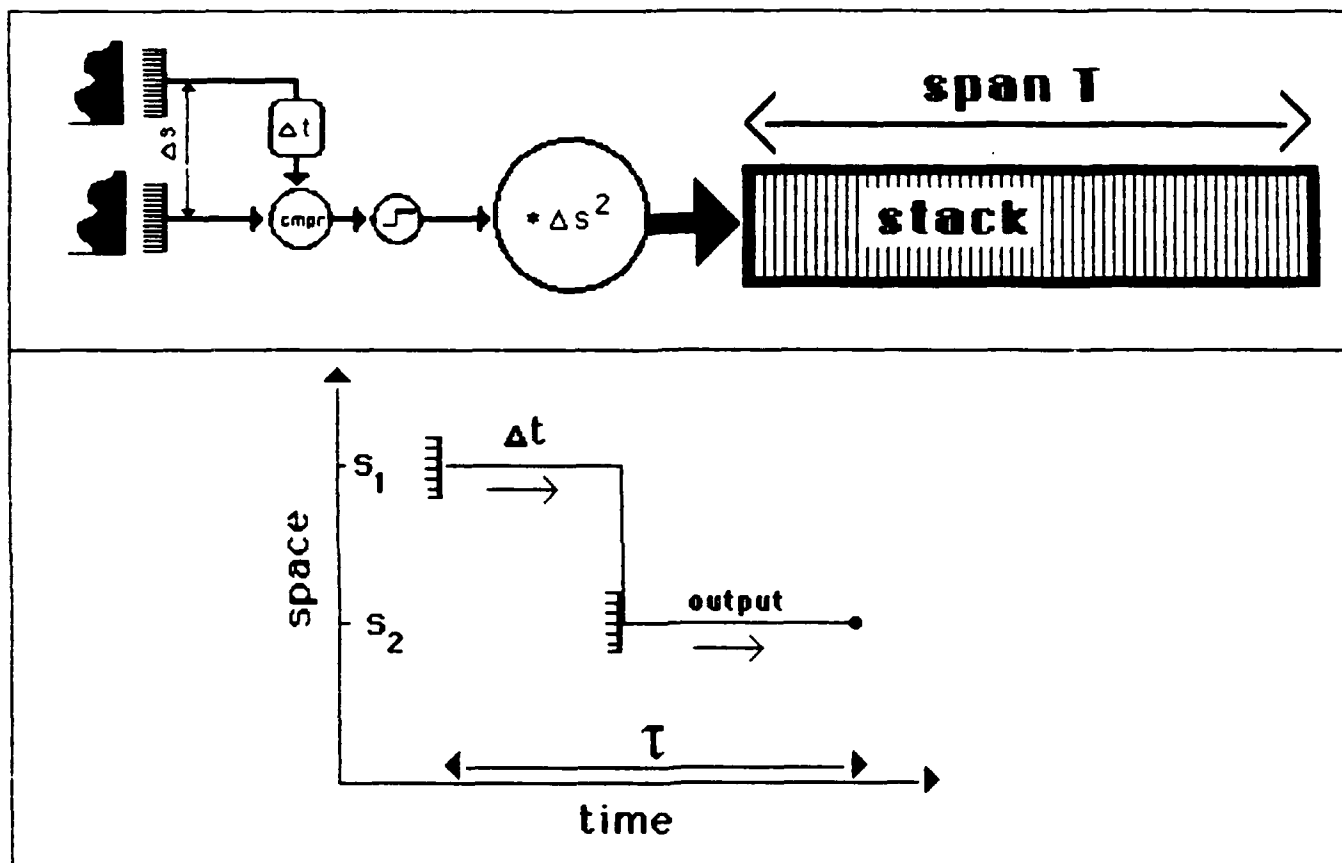 span T
Δt
Δs
cmpr
* Δs²
stack
Δt
S₁
space
output
S₂
τ
time